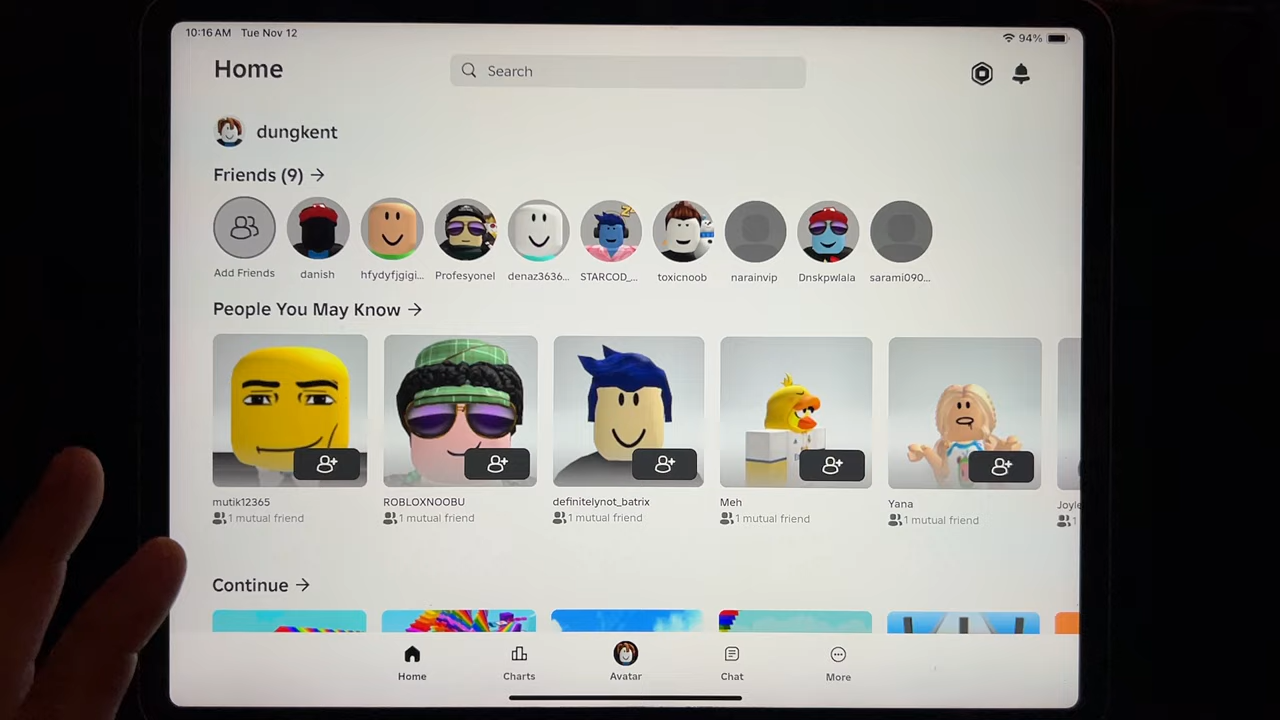 10:16 AM Tue Nov 12
94%
Home
Search
dungkent
Friends (9) →
Add Friends
danish
hfydyfjgigi...
Profesyonel
denaz3636...
STARCOD_...
toxicnoob
narainvip
Dnskpwlala
sarami090...
People You May Know →
mutik12365
1 mutual friend
ROBLOXNOOBU
1 mutual friend
definitelynot_batrix
1 mutual friend
Meh
1 mutual friend
Yana
1 mutual friend
Joyle
1
Continue →
Home
Charts
Avatar
Chat
More